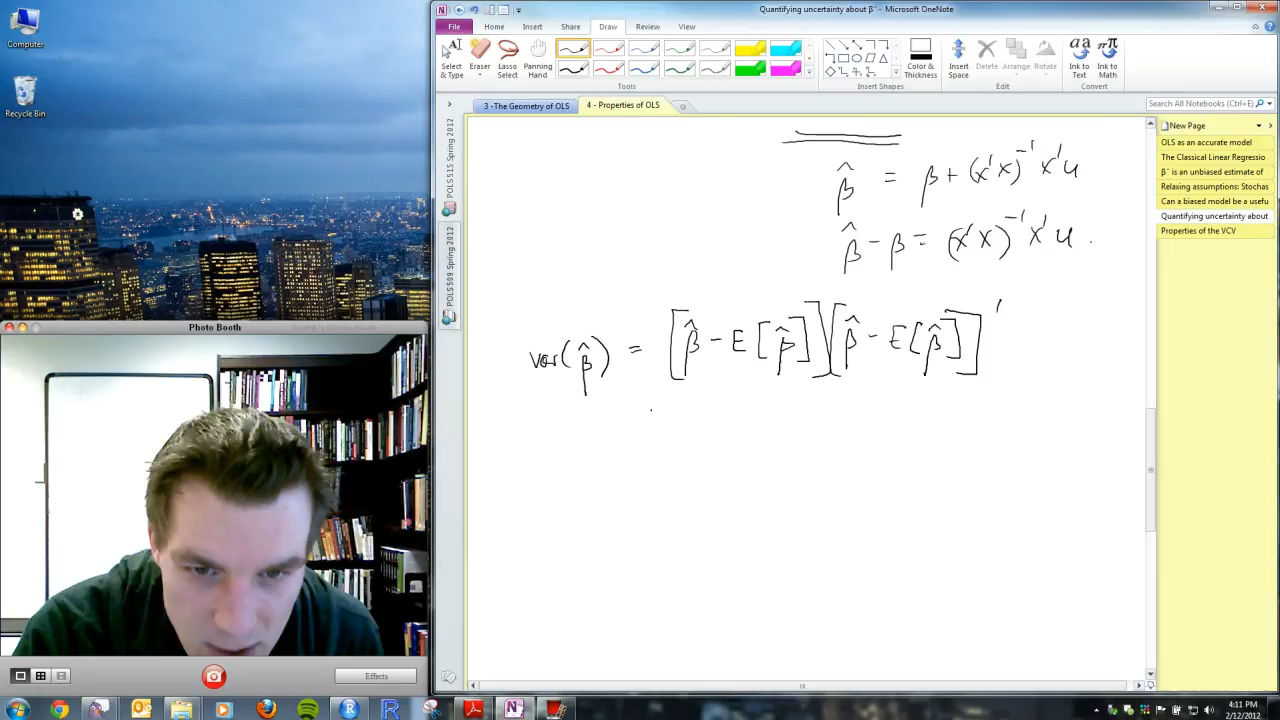 Computer
Recycle Bin
Quantifying uncertainty about β^ - Microsoft OneNote
File Home Insert Share Draw Review View
Select & Type
Eraser
Lasso Select
Panning Hand
Color & Thickness
Insert Space
Delete
Arrange
Rotate
Ink to Text
Ink to Math
Tools
Insert Shapes
Edit
Convert
3 -The Geometry of OLS
4 - Properties of OLS
Search All Notebooks (Ctrl+E)
POLS 515 Spring 2012
POLS 509 Spring 2012
New Page
OLS as an accurate model
The Classical Linear Regressio
β^ is an unbiased estimate of
Relaxing assumptions: Stochas
Can a biased model be a usefu
Quantifying uncertainty about
Properties of the VCV
β̂ = β + (x'x)⁻¹ x'u
β̂ - β = (x'x)⁻¹ x'u .
var(β̂) = [β̂ - E[β̂]][β̂ - E[β̂]]'
Photo Booth
Effects
4:11 PM
2/12/2012